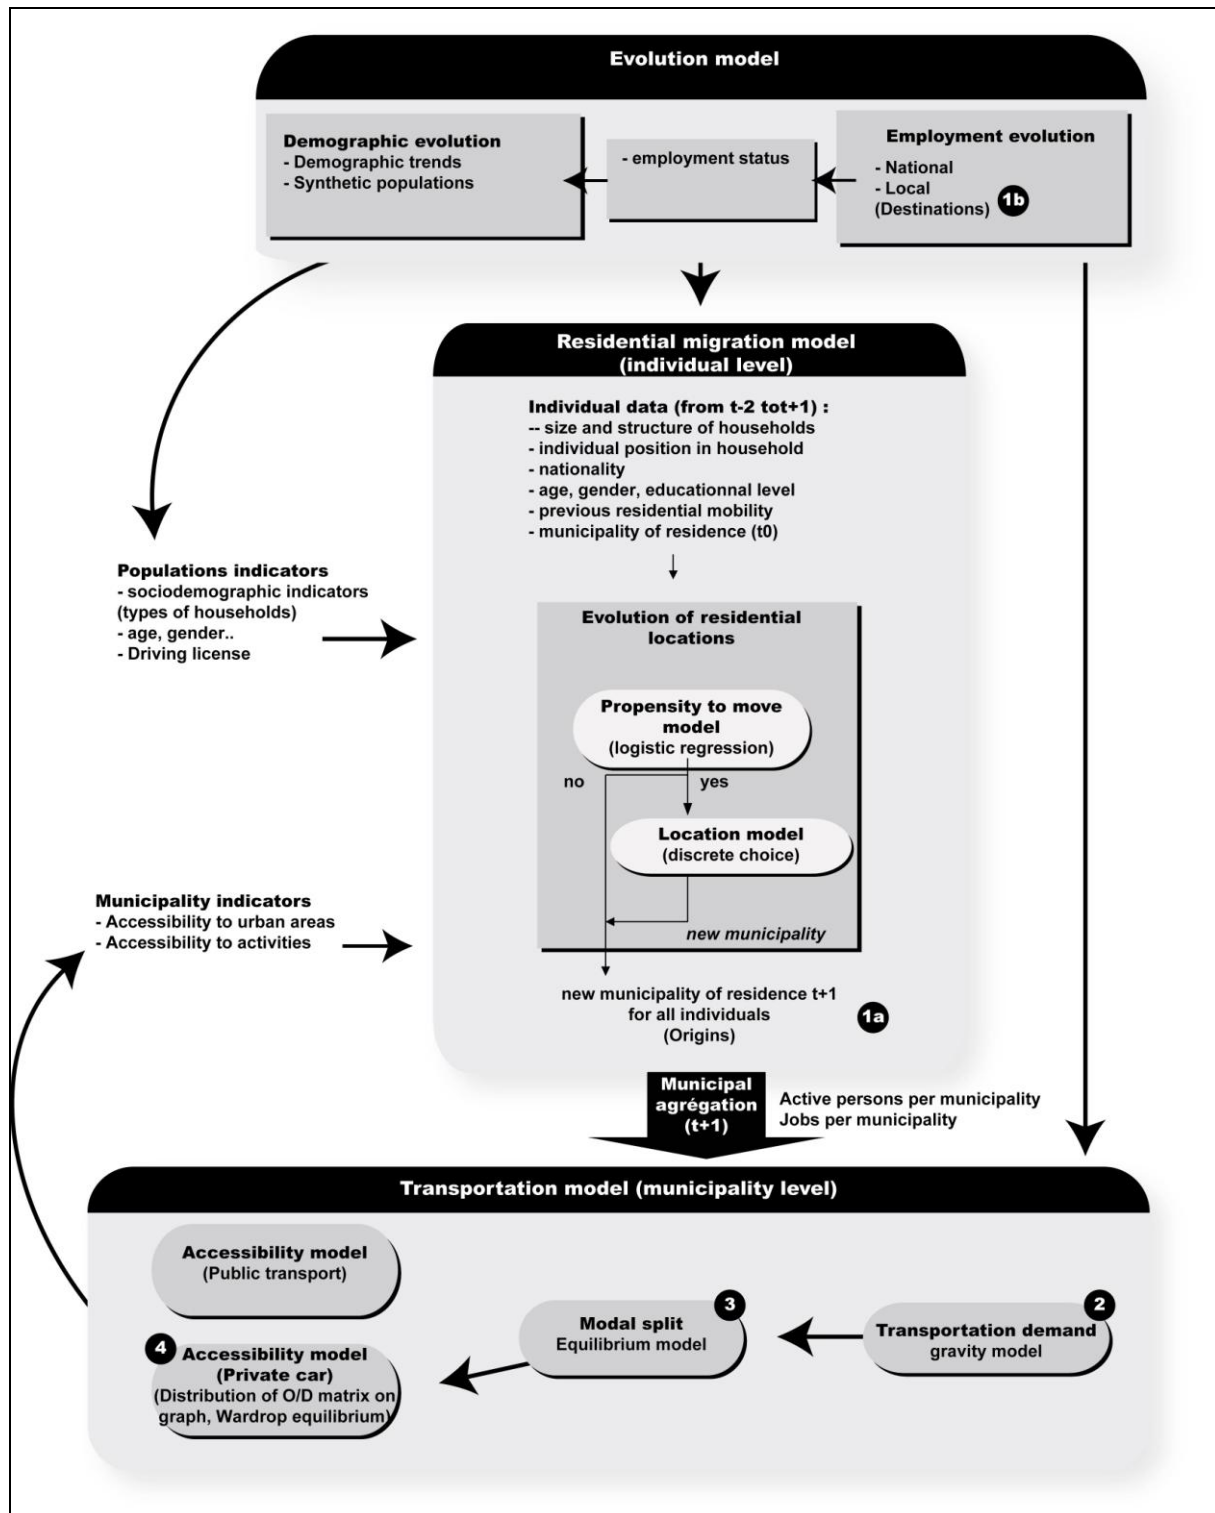 Evolution model
Demographic evolution
- Demographic trends
- Synthetic populations
- employment status
Employment evolution
- National
- Local
(Destinations)
1b
Residential migration model
(individual level)
Individual data (from t-2 tot+1) :
-- size and structure of households
- individual position in household
- nationality
- age, gender, educationnal level
- previous residential mobility
- municipality of residence (t0)
Populations indicators
- sociodemographic indicators
(types of households)
- age, gender..
- Driving license
Evolution of residential
locations
Propensity to move
model
(logistic regression)
no
yes
Location model
(discrete choice)
new municipality
Municipality indicators
- Accessibility to urban areas
- Accessibility to activities
new municipality of residence t+1
for all individuals
(Origins)
1a
Municipal
agrégation
(t+1)
Active persons per municipality
Jobs per municipality
Transportation model (municipality level)
Accessibility model
(Public transport)
4
Accessibility model
(Private car)
(Distribution of O/D matrix on
graph, Wardrop equilibrium)
3
Modal split
Equilibrium model
2
Transportation demand
gravity model